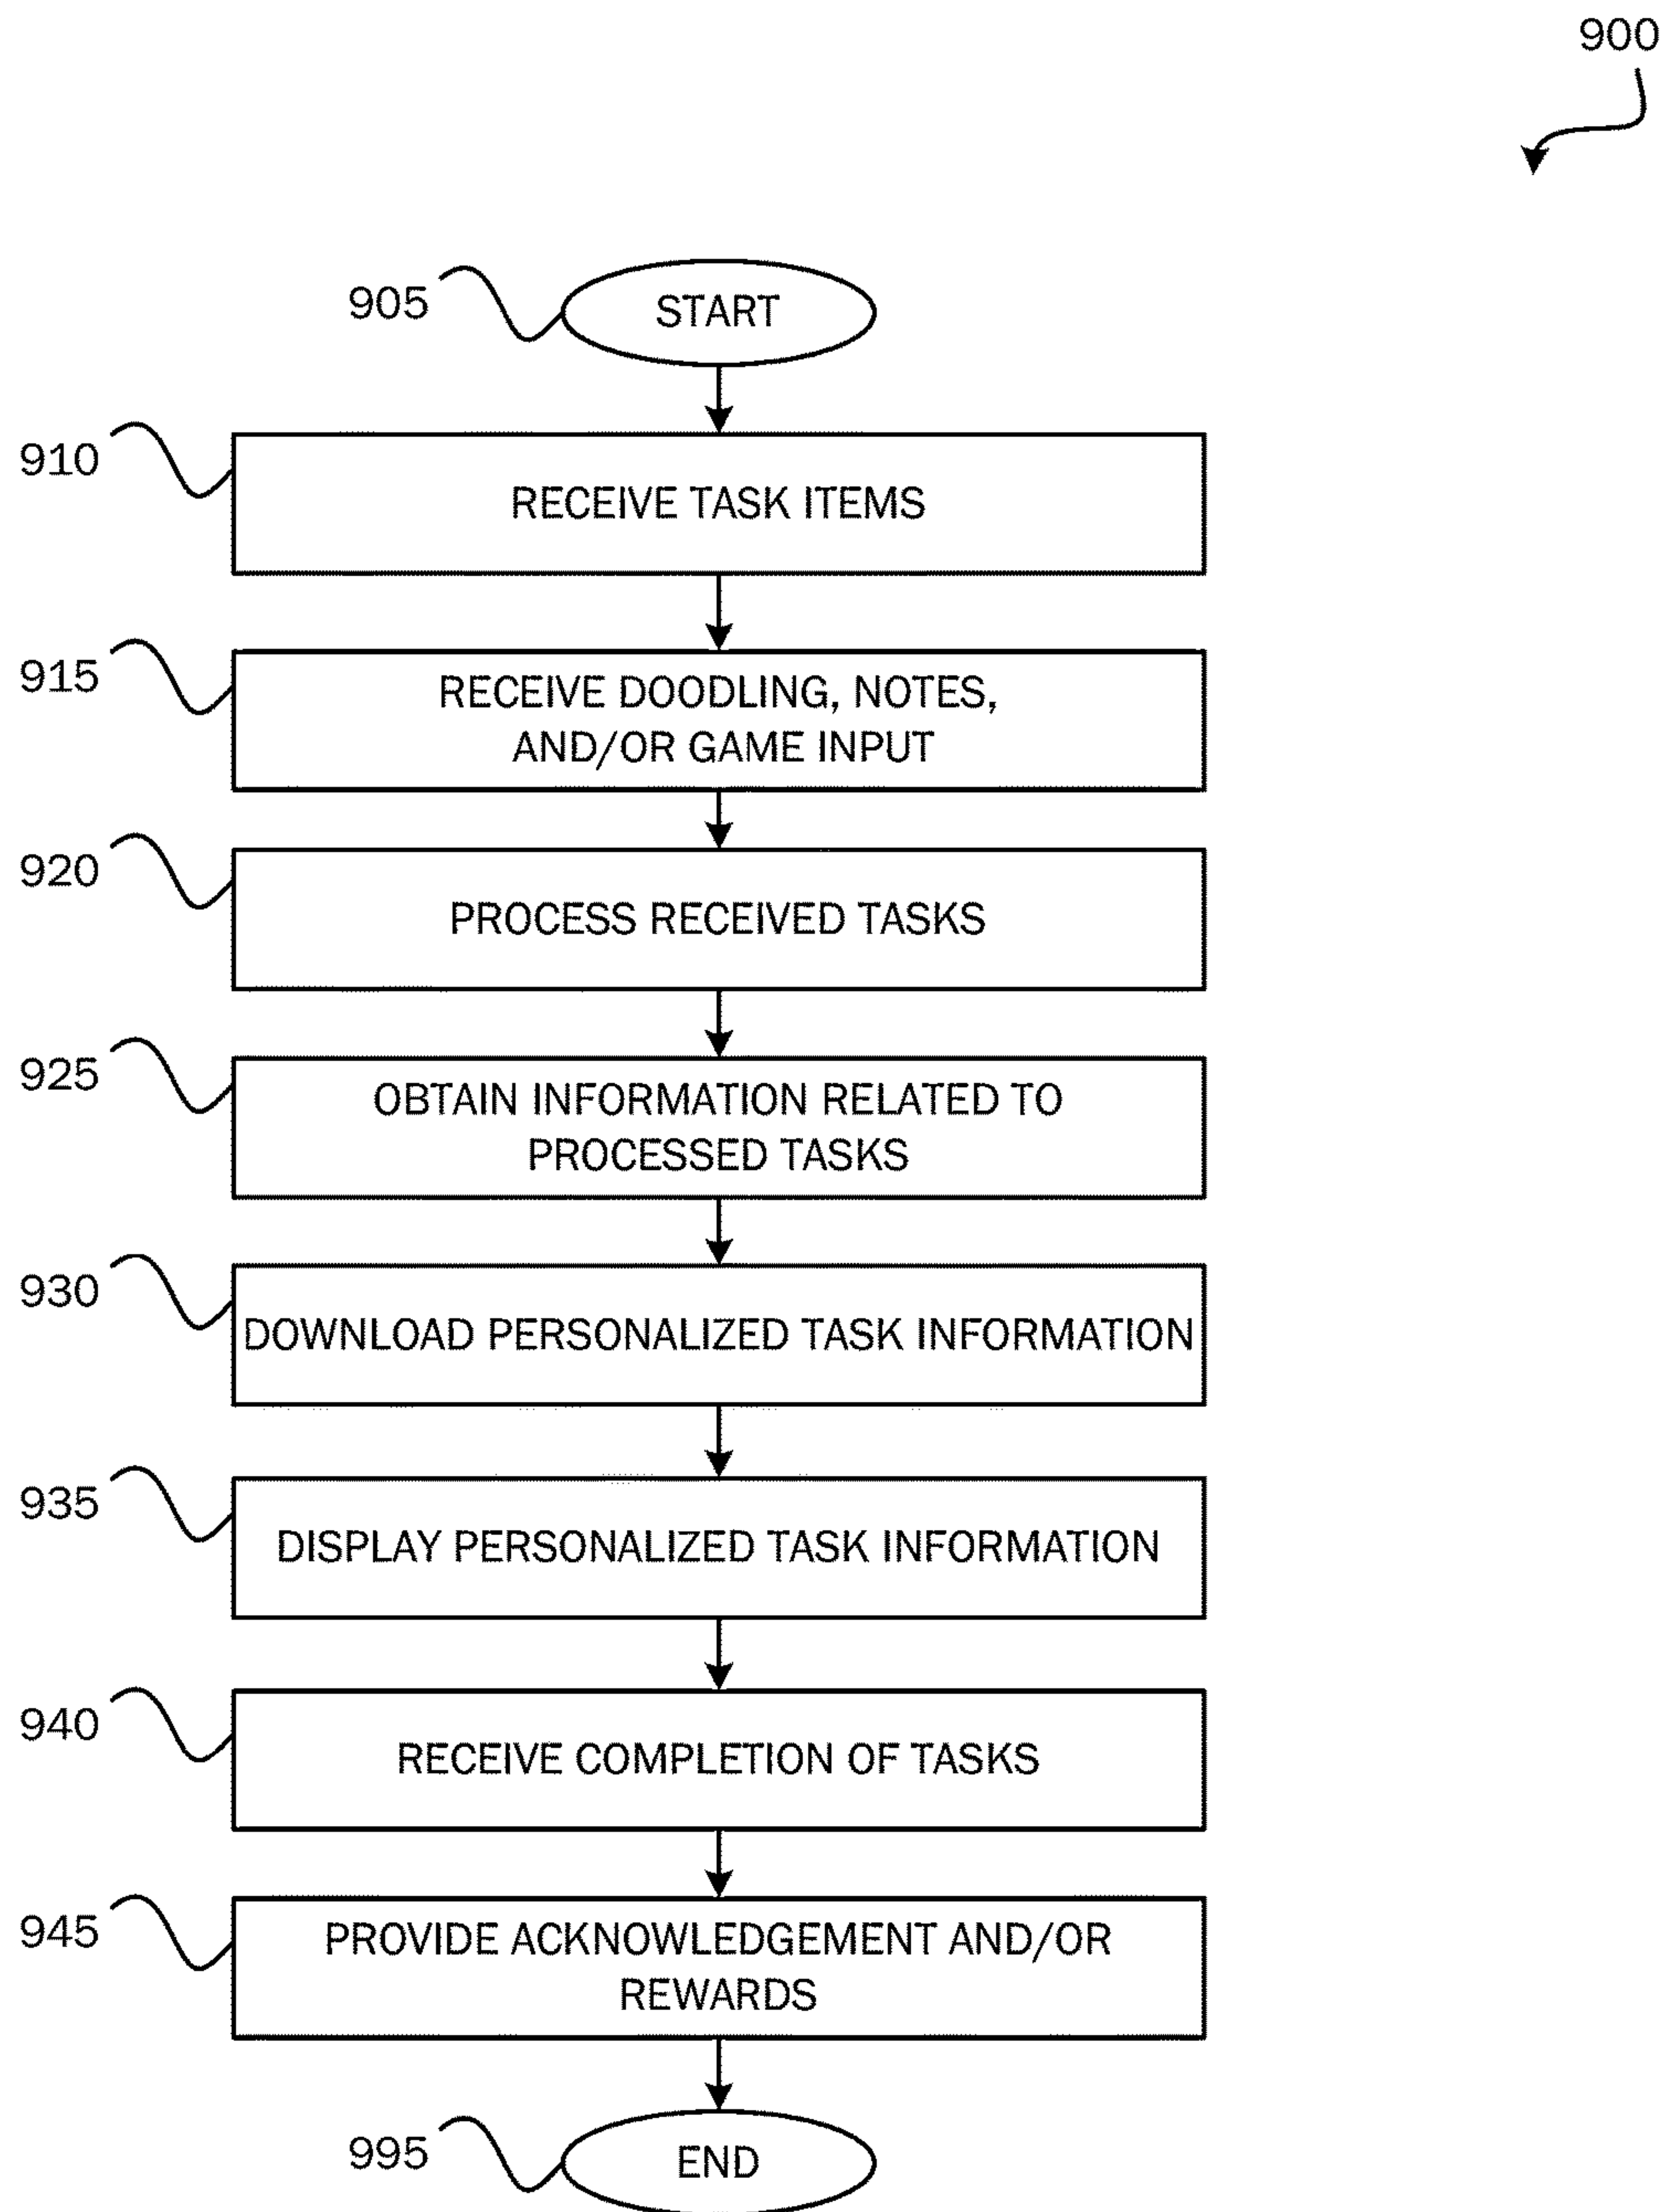 900
905
START
910
RECEIVE TASK ITEMS
915
RECEIVE DOODLING, NOTES,
AND/OR GAME INPUT
920
PROCESS RECEIVED TASKS
925
OBTAIN INFORMATION RELATED TO
PROCESSED TASKS
930
DOWNLOAD PERSONALIZED TASK INFORMATION
935
DISPLAY PERSONALIZED TASK INFORMATION
940
RECEIVE COMPLETION OF TASKS
945
PROVIDE ACKNOWLEDGEMENT AND/OR
REWARDS
995
END